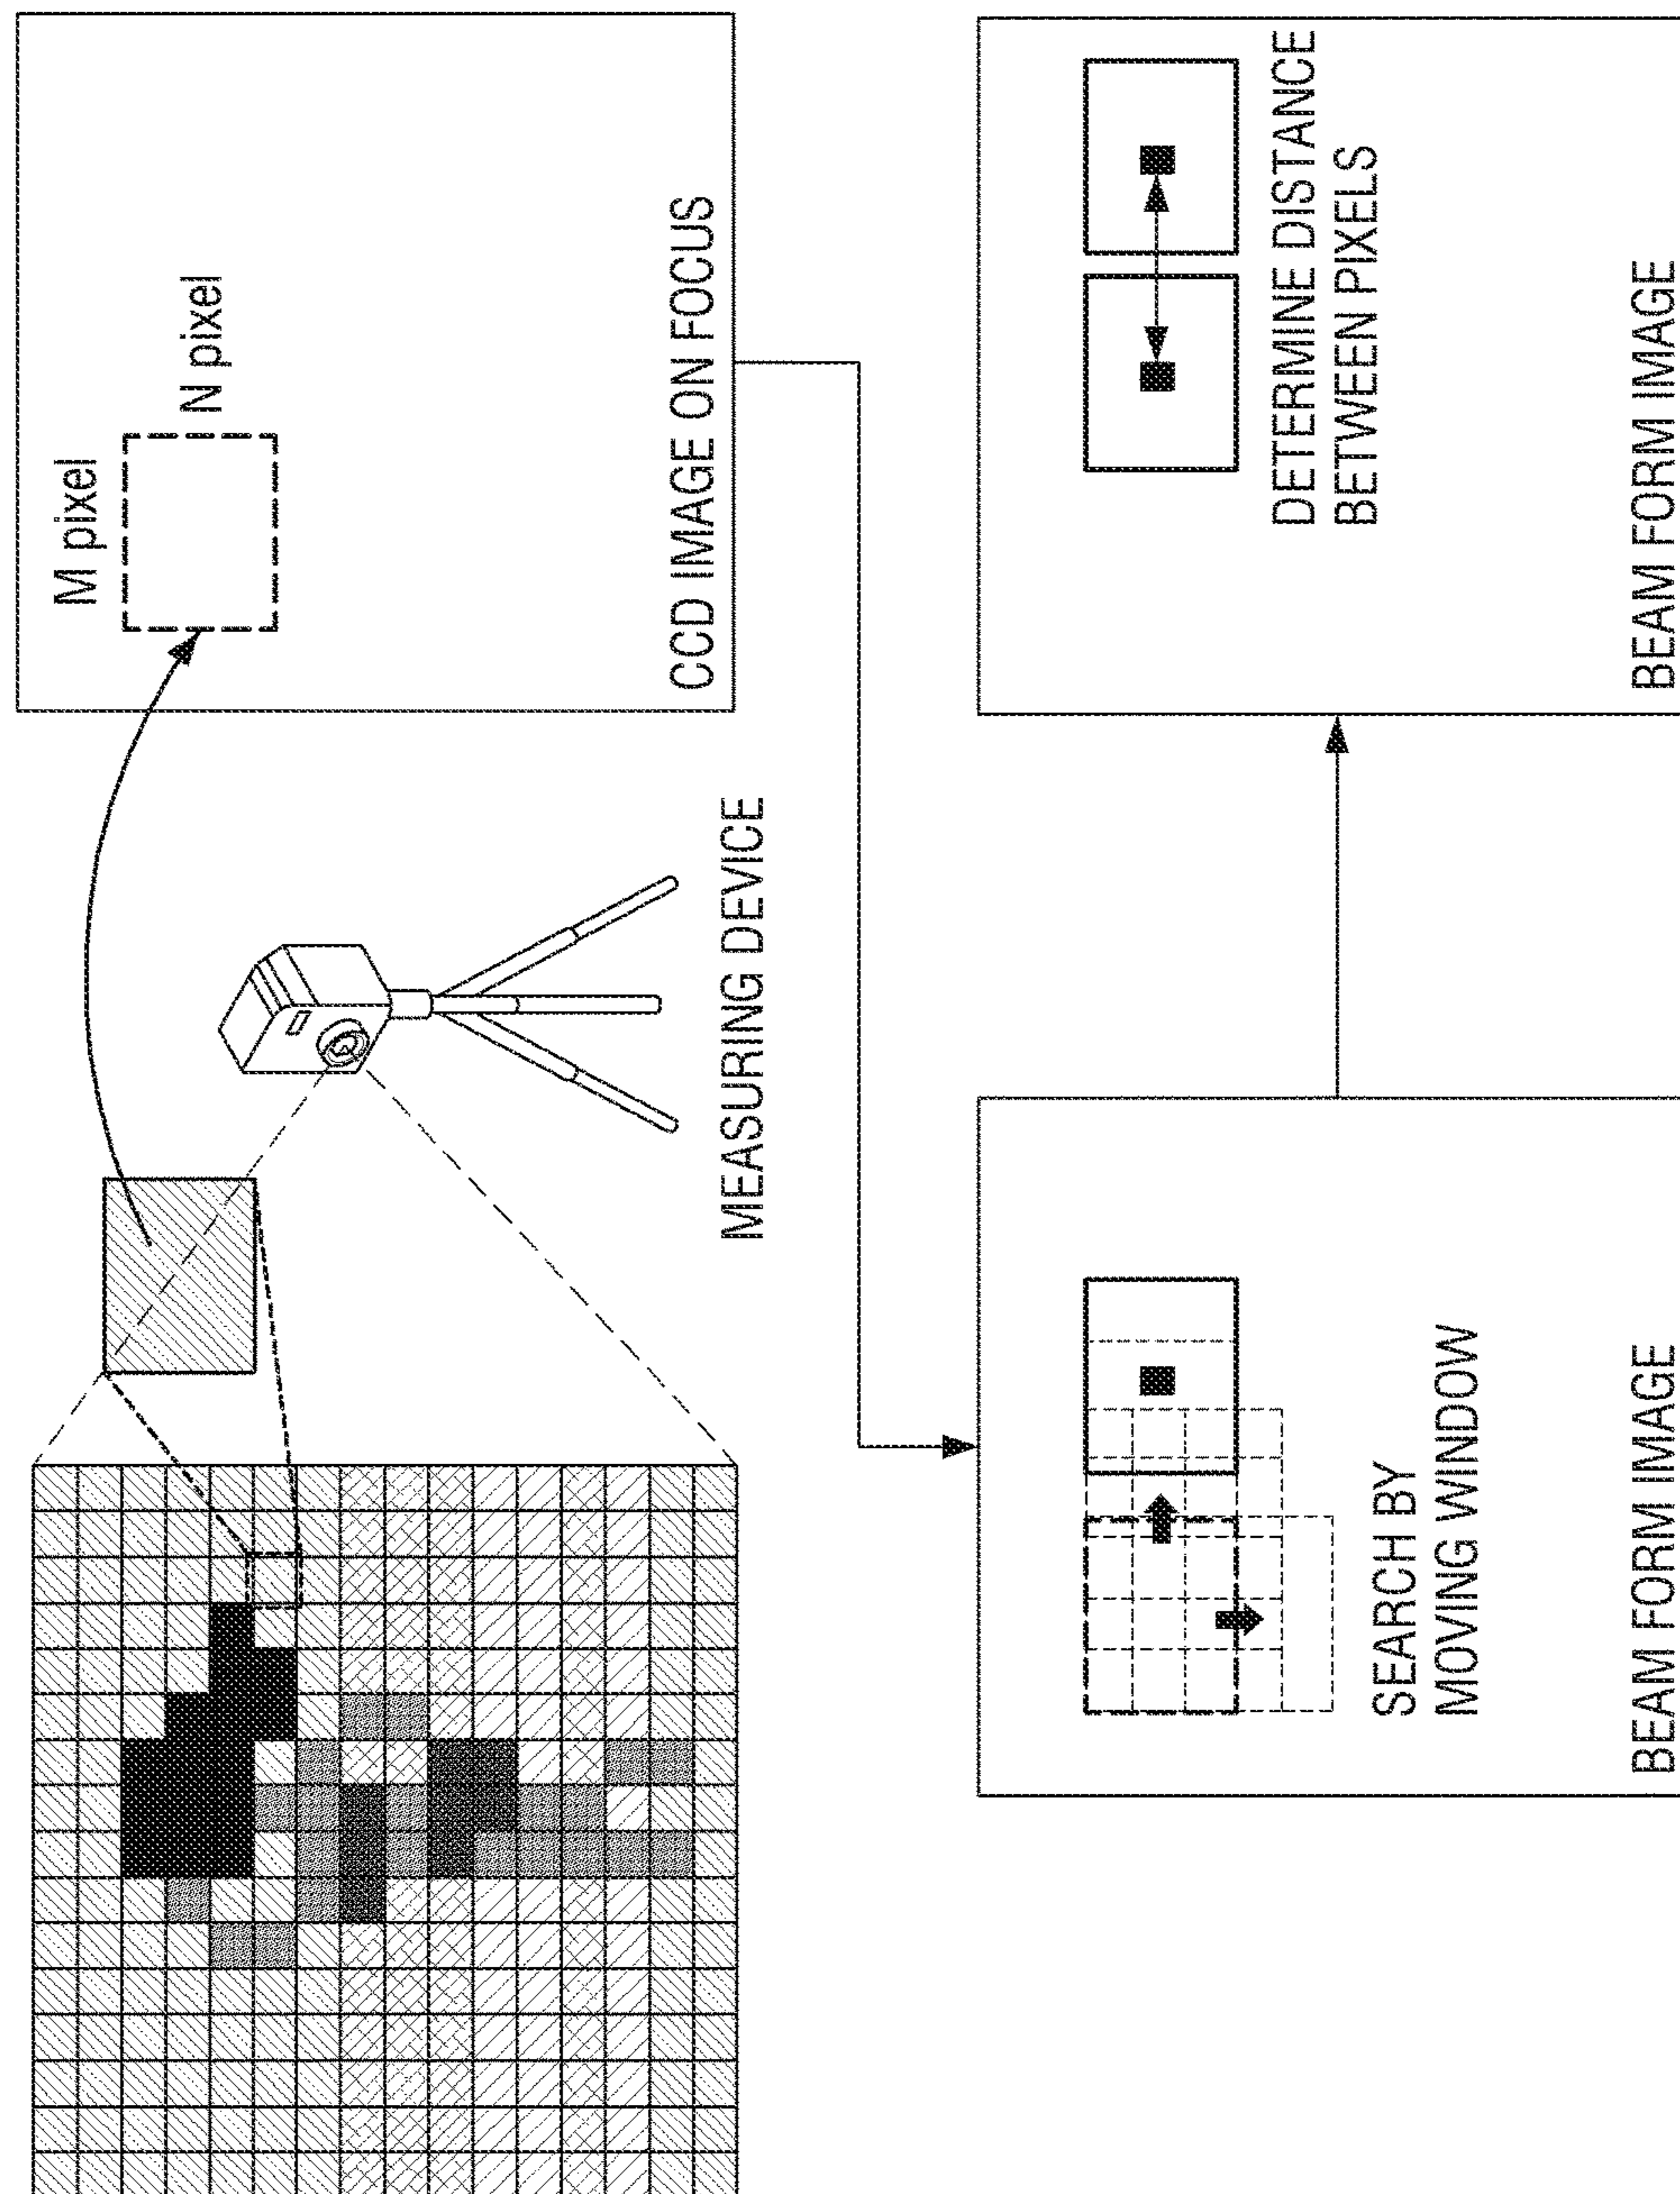 MEASURING DEVICE
M pixel
N pixel
CCD IMAGE ON FOCUS
SEARCH BY
MOVING WINDOW
BEAM FORM IMAGE
DETERMINE DISTANCE
BETWEEN PIXELS
BEAM FORM IMAGE